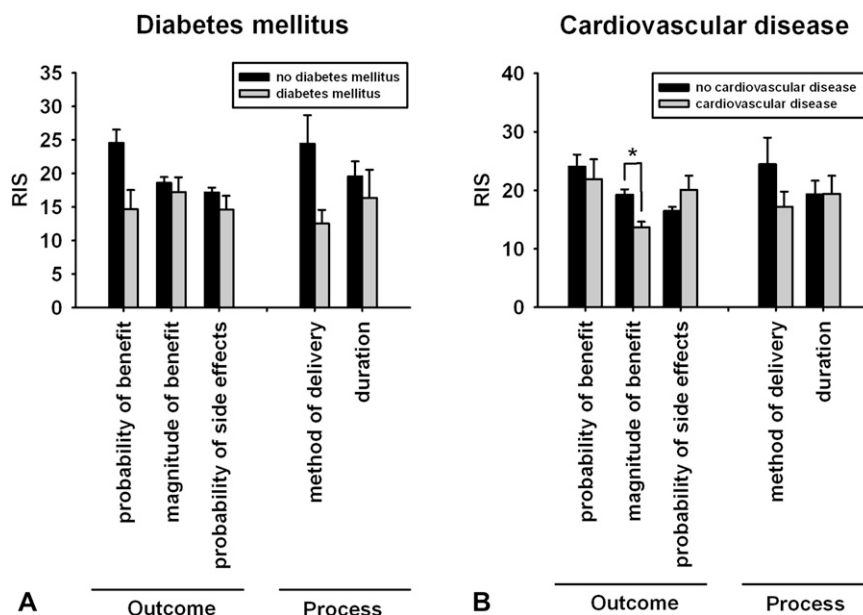 Diabetes mellitus
no diabetes mellitus
diabetes mellitus
35
30
25
20
15
10
5
0
RIS
probability of benefit
magnitude of benefit
probability of side effects
method of delivery
duration
A
Outcome
Process
Cardiovascular disease
no cardiovascular disease
cardiovascular disease
40
30
20
10
0
RIS
*
probability of benefit
magnitude of benefit
probability of side effects
method of delivery
duration
B
Outcome
Process